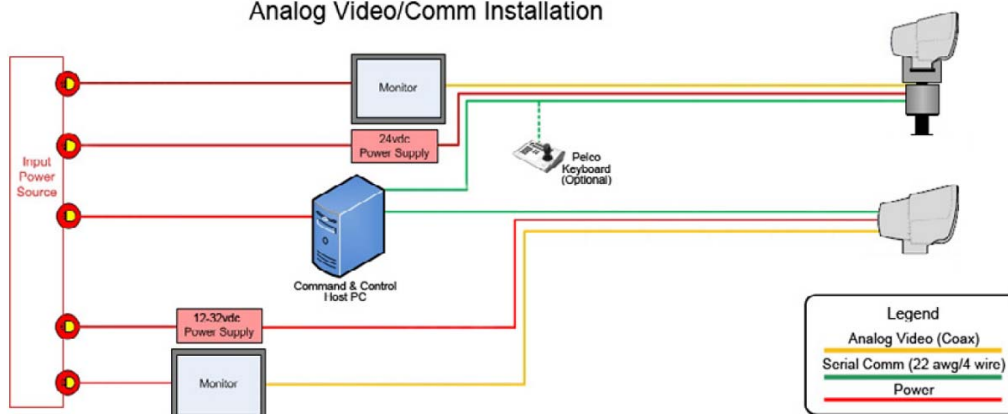 Analog Video/Comm Installation
Monitor
24vdc
Power Supply
Input
Power
Source
Pelco
Keyboard
(Optional)
Command & Control
Host PC
12-32vdc
Power Supply
Monitor
Legend
Analog Video (Coax)
Serial Comm (22 awg/4 wire)
Power